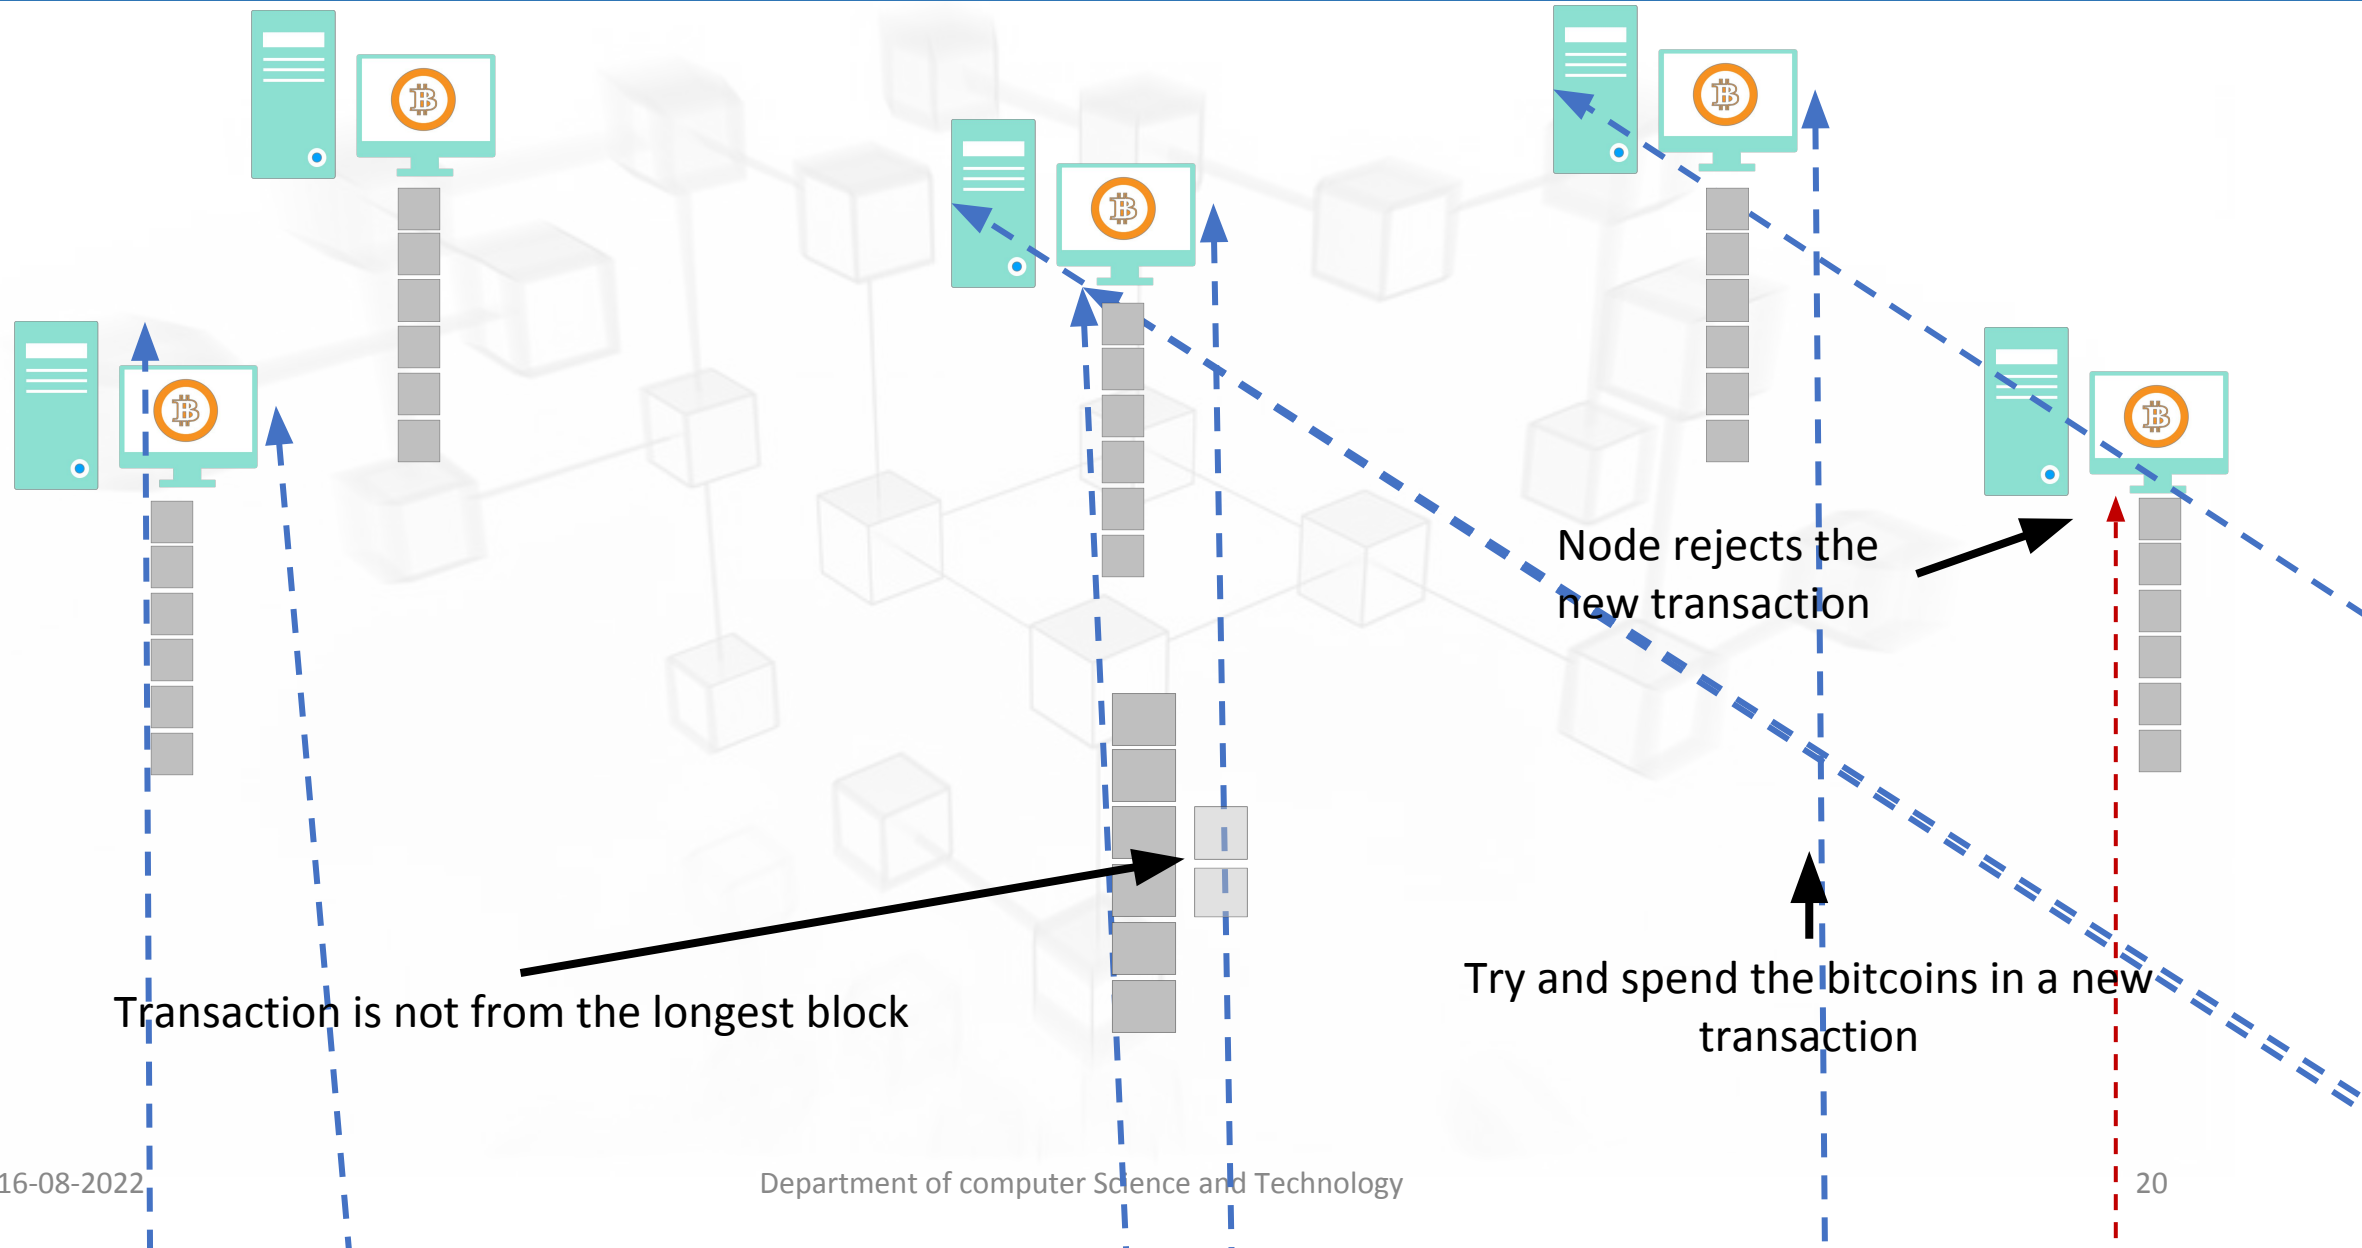 Node rejects the
new transaction
Transaction is not from the longest block
Try and spend the bitcoins in a new
transaction
16-08-2022
Department of computer Science and Technology
20